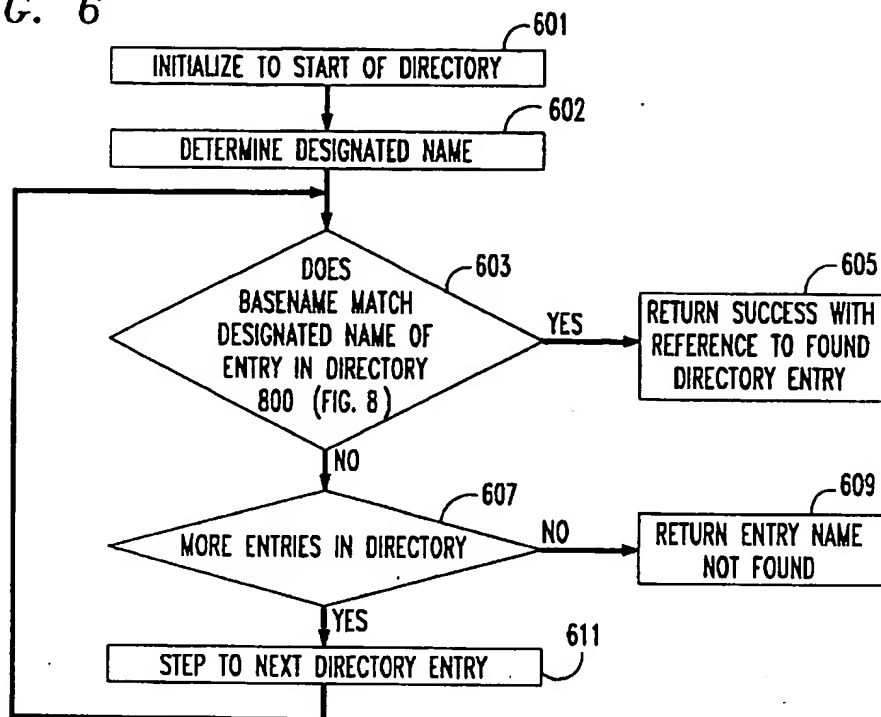 G. 6
601
INITIALIZE TO START OF DIRECTORY
602
DETERMINE DESIGNATED NAME
DOES
BASENAME MATCH
DESIGNATED NAME OF
ENTRY IN DIRECTORY
800 (FIG. 8)
603
YES
605
RETURN SUCCESS WITH
REFERENCE TO FOUND
DIRECTORY ENTRY
NO
607
MORE ENTRIES IN DIRECTORY
NO
609
RETURN ENTRY NAME
NOT FOUND
YES
611
STEP TO NEXT DIRECTORY ENTRY